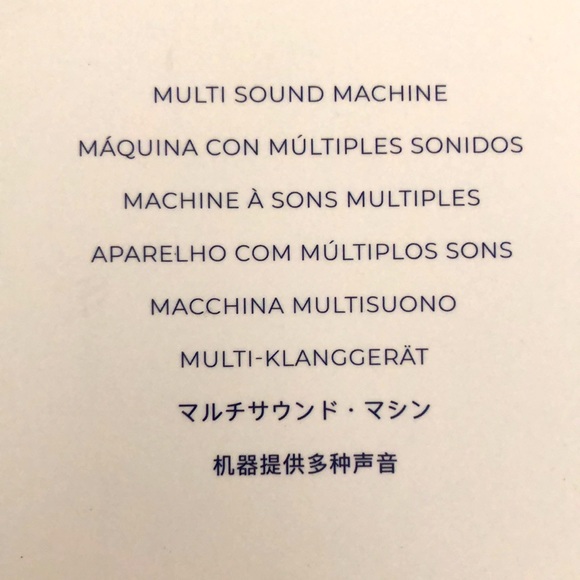 MULTI SOUND MACHINE
MÁQUINA CON MÚLTIPLES SONIDOS
MACHINE À SONS MULTIPLES
APARELHO COM MÚLTIPLOS SONS
MACCHINA MULTISUONO
MULTI-KLANGGERÄT
マルチサウンド・マシン
机器提供多种声音